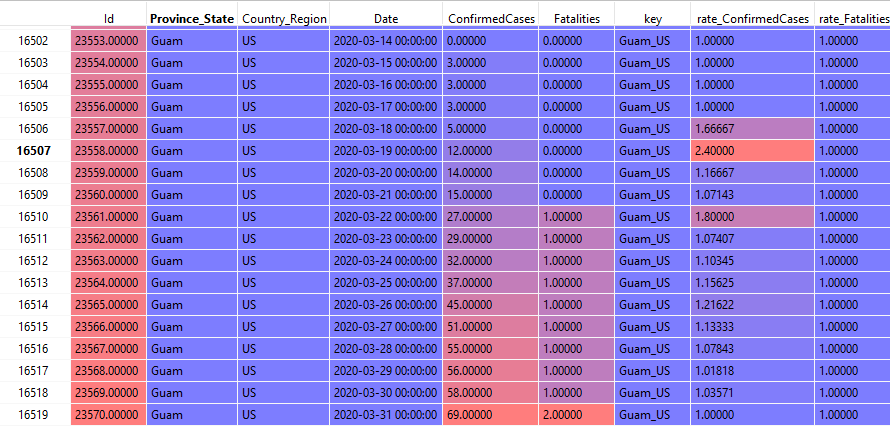 Id Province_State Country_Region Date ConfirmedCases Fatalities key rate_ConfirmedCases rate_Fatalities
16502 23553.00000 Guam US 2020-03-14 00:00:00 0.00000 0.00000 Guam_US 1.00000 1.00000
16503 23554.00000 Guam US 2020-03-15 00:00:00 3.00000 0.00000 Guam_US 1.00000 1.00000
16504 23555.00000 Guam US 2020-03-16 00:00:00 3.00000 0.00000 Guam_US 1.00000 1.00000
16505 23556.00000 Guam US 2020-03-17 00:00:00 3.00000 0.00000 Guam_US 1.00000 1.00000
16506 23557.00000 Guam US 2020-03-18 00:00:00 5.00000 0.00000 Guam_US 1.66667 1.00000
16507 23558.00000 Guam US 2020-03-19 00:00:00 12.00000 0.00000 Guam_US 2.40000 1.00000
16508 23559.00000 Guam US 2020-03-20 00:00:00 14.00000 0.00000 Guam_US 1.16667 1.00000
16509 23560.00000 Guam US 2020-03-21 00:00:00 15.00000 0.00000 Guam_US 1.07143 1.00000
16510 23561.00000 Guam US 2020-03-22 00:00:00 27.00000 1.00000 Guam_US 1.80000 1.00000
16511 23562.00000 Guam US 2020-03-23 00:00:00 29.00000 1.00000 Guam_US 1.07407 1.00000
16512 23563.00000 Guam US 2020-03-24 00:00:00 32.00000 1.00000 Guam_US 1.10345 1.00000
16513 23564.00000 Guam US 2020-03-25 00:00:00 37.00000 1.00000 Guam_US 1.15625 1.00000
16514 23565.00000 Guam US 2020-03-26 00:00:00 45.00000 1.00000 Guam_US 1.21622 1.00000
16515 23566.00000 Guam US 2020-03-27 00:00:00 51.00000 1.00000 Guam_US 1.13333 1.00000
16516 23567.00000 Guam US 2020-03-28 00:00:00 55.00000 1.00000 Guam_US 1.07843 1.00000
16517 23568.00000 Guam US 2020-03-29 00:00:00 56.00000 1.00000 Guam_US 1.01818 1.00000
16518 23569.00000 Guam US 2020-03-30 00:00:00 58.00000 1.00000 Guam_US 1.03571 1.00000
16519 23570.00000 Guam US 2020-03-31 00:00:00 69.00000 2.00000 Guam_US 1.00000 1.00000